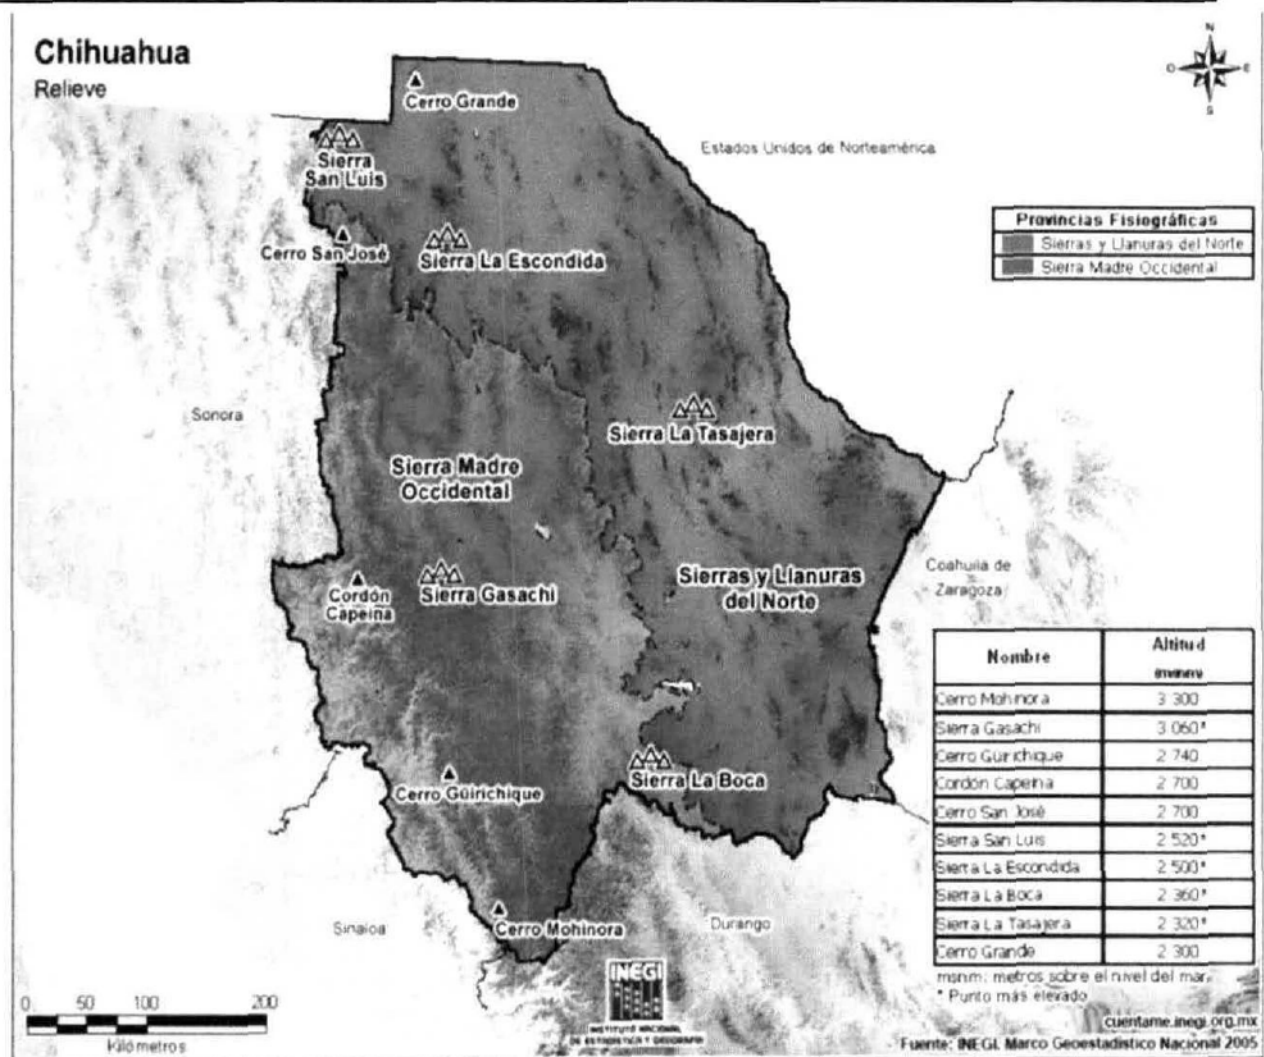 Chihuahua
Relieve
N
O
E
S
Cerro Grande
Estados Unidos de Norteamérica
Sierra
San Luis
Provincias Fisiográficas
Sierras y Llanuras del Norte
Sierra Madre Occidental
Cerro San José
Sierra La Escondida
Sonora
Sierra La Tasajera
Sierra Madre
Occidental
Coahuila de
Zaragoza
Sierras y Llanuras
del Norte
Cordón
Capeina
Sierra Gasachi
Nombre Altitud
Cerro Mohinora 3 300
Sierra Gasachi 3 060*
Cerro Güirichique 2 740
Cordón Capeina 2 700
Cerro San José 2 700
Sierra San Luis 2 520*
Sierra La Escondida 2 500*
Sierra La Boca 2 360*
Sierra La Tasajera 2 320*
Cerro Grande 2 300
msnm: metros sobre el nivel del mar.
* Punto más elevado
Sierra La Boca
Cerro Güirichique
Sinaloa
Cerro Mohinora
Durango
0 50 100 200
Kilómetros
INEGI
INSTITUTO NACIONAL
DE ESTADISTICA Y GEOGRAFIA
cuentame.inegi.org.mx
Fuente: INEGI. Marco Geoestadístico Nacional 2005